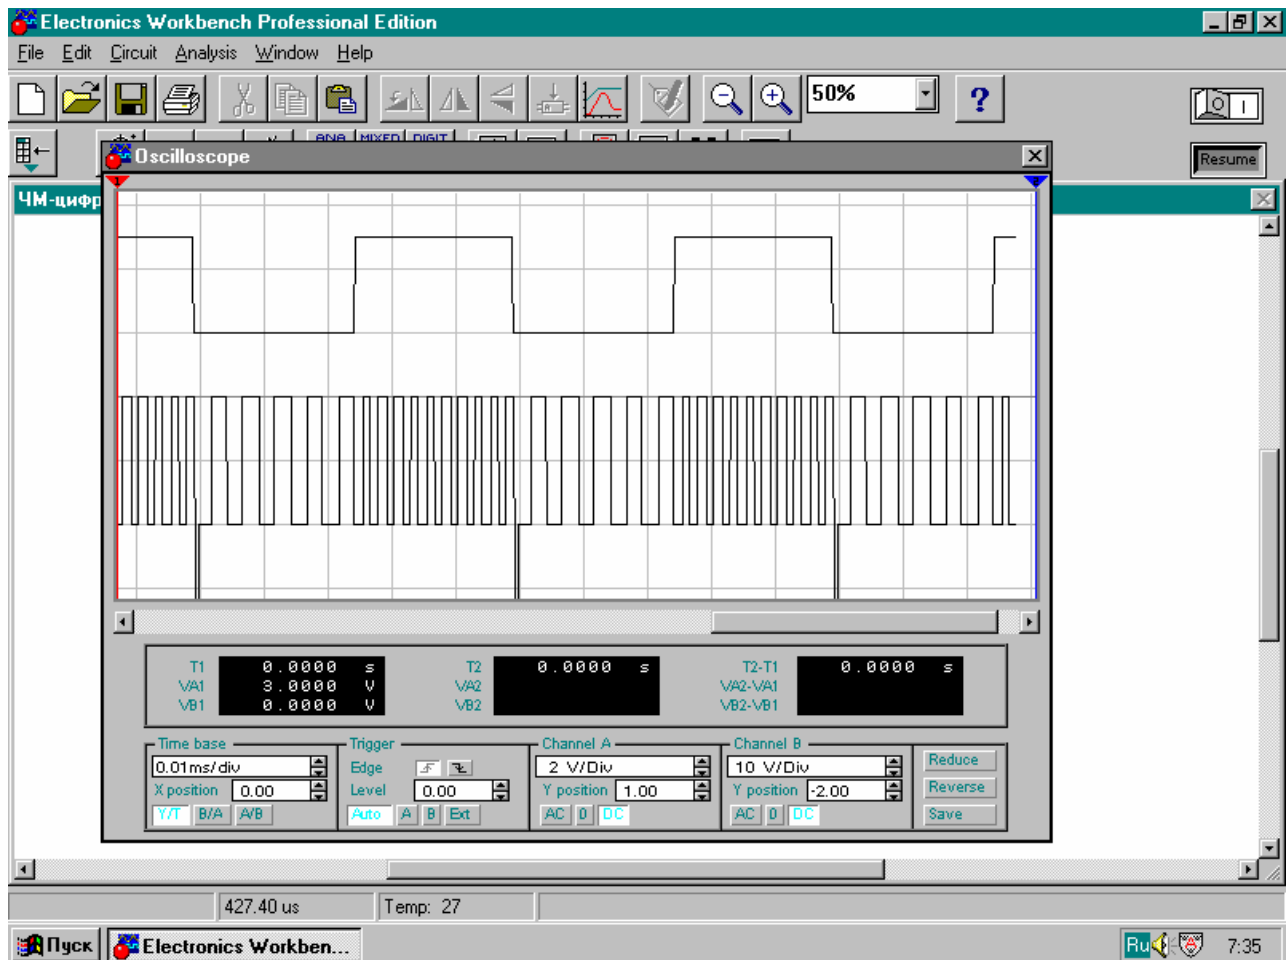 Electronics Workbench Professional Edition
File Edit Circuit Analysis Window Help
50%
?
ANA MIXED DIGIT
Resume
Oscilloscope
1
ЧМ-цифр
T1 0.0000 s T2 0.0000 s T2-T1 0.0000 s
VA1 3.0000 V VA2 VA2-VA1
VB1 0.0000 V VB2 VB2-VB1
Time base Trigger Channel A Channel B
0.01ms/div Edge 2 V/Div 10 V/Div Reduce
X position 0.00 Level 0.00 Y position 1.00 Y position -2.00 Reverse
Y/T B/A A/B Auto A B Ext AC 0 DC AC 0 DC Save
427.40 us Temp: 27
Пуск Electronics Workben... Ru 7:35